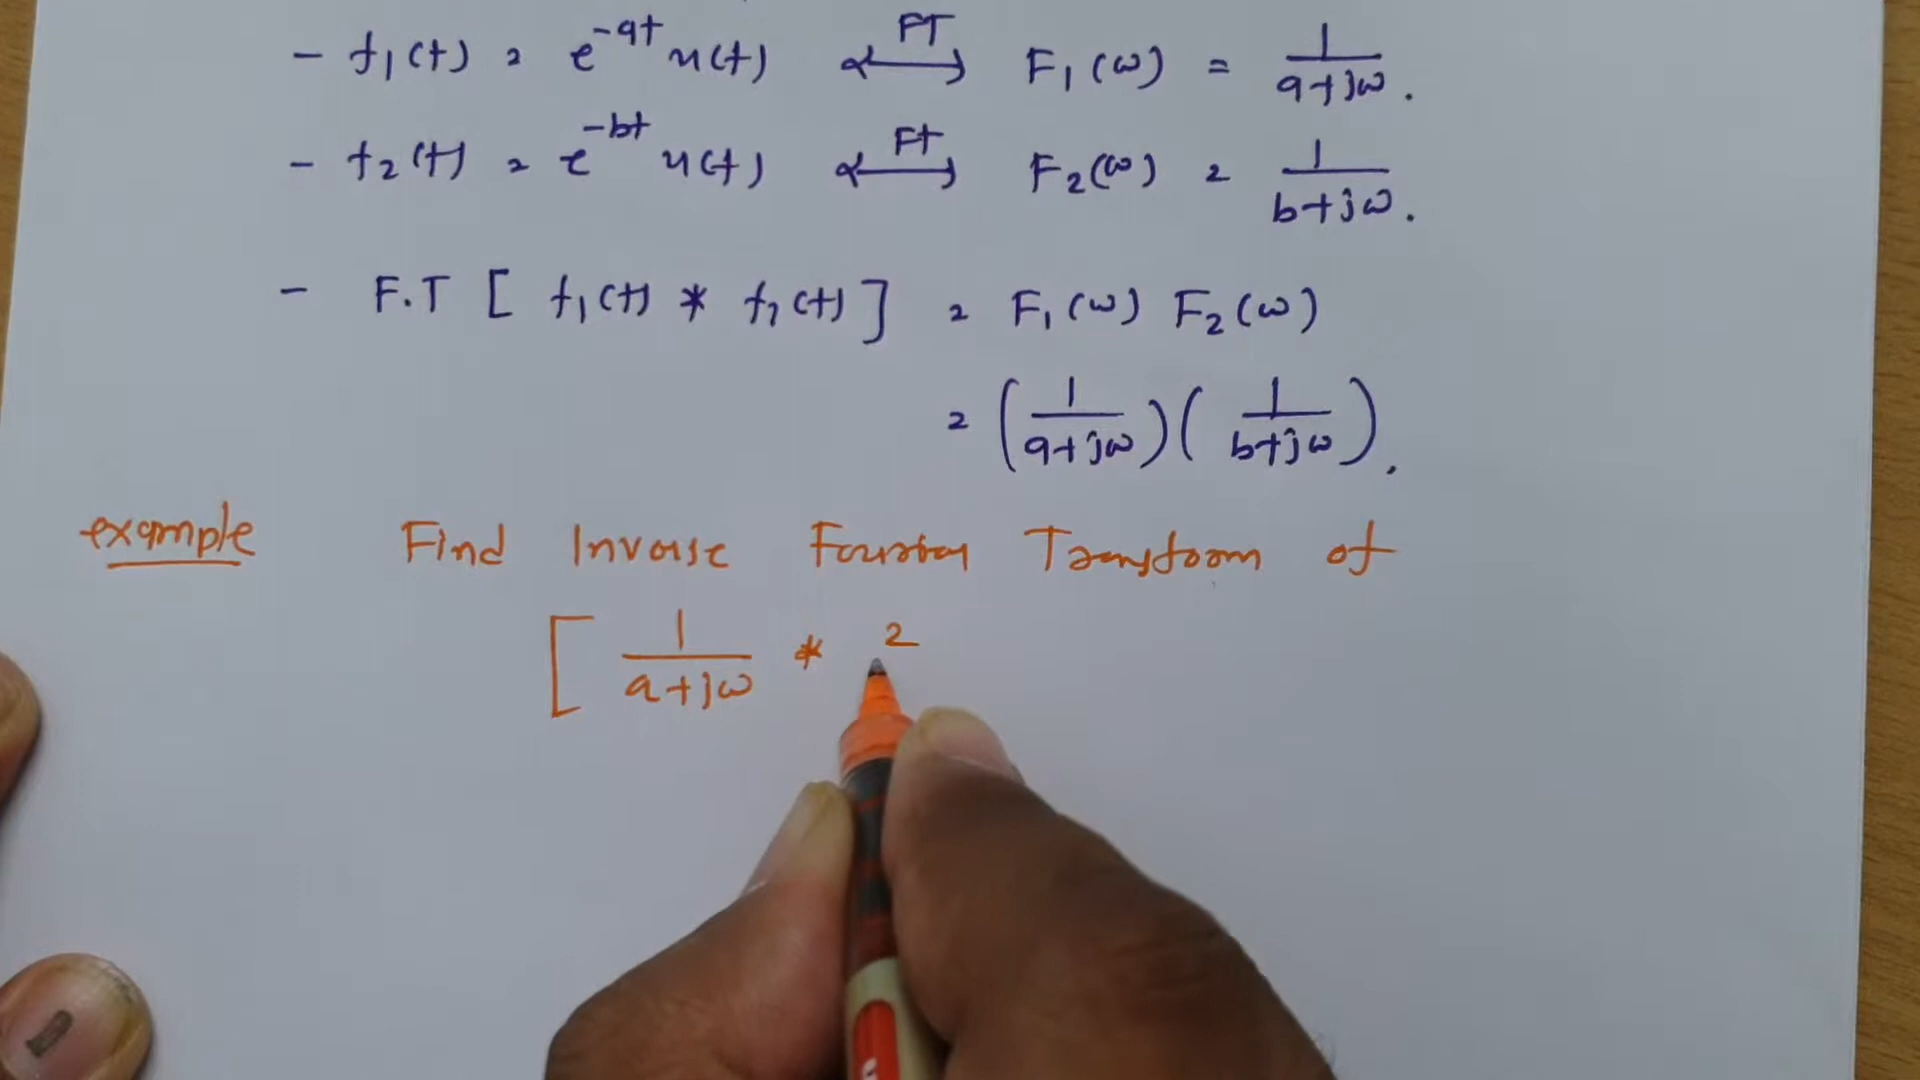 - f₁(t) = e^{-at} u(t) ⟷ FT F₁(ω) = 1/(a+jω).
- f₂(t) = e^{-bt} u(t) ⟷ Ft F₂(ω) = 1/(b+jω).
- F.T [ f₁(t) * f₂(t) ] = F₁(ω) F₂(ω)
= (1/(a+jω)) (1/(b+jω)).
example Find Inverse Fourier Transform of
[ 1/(a+jω) * 2